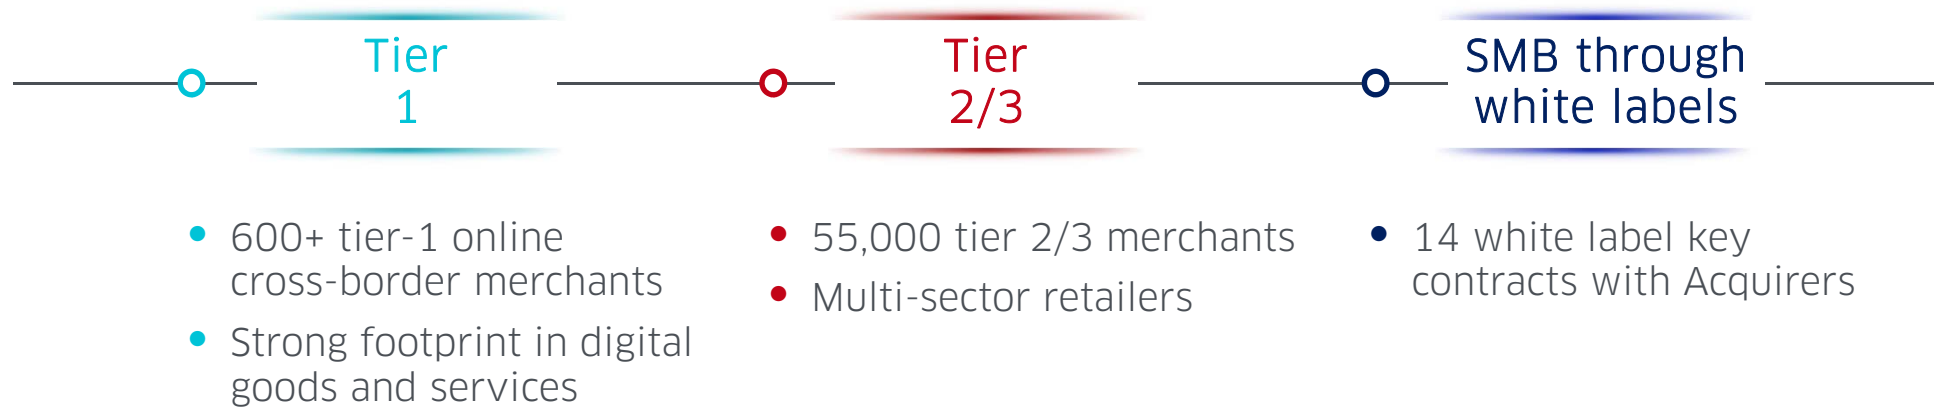 Tier
1
Tier
2/3
SMB through
white labels
600+ tier-1 online
cross-border merchants
Strong footprint in digital
goods and services
55,000 tier 2/3 merchants
Multi-sector retailers
14 white label key
contracts with Acquirers